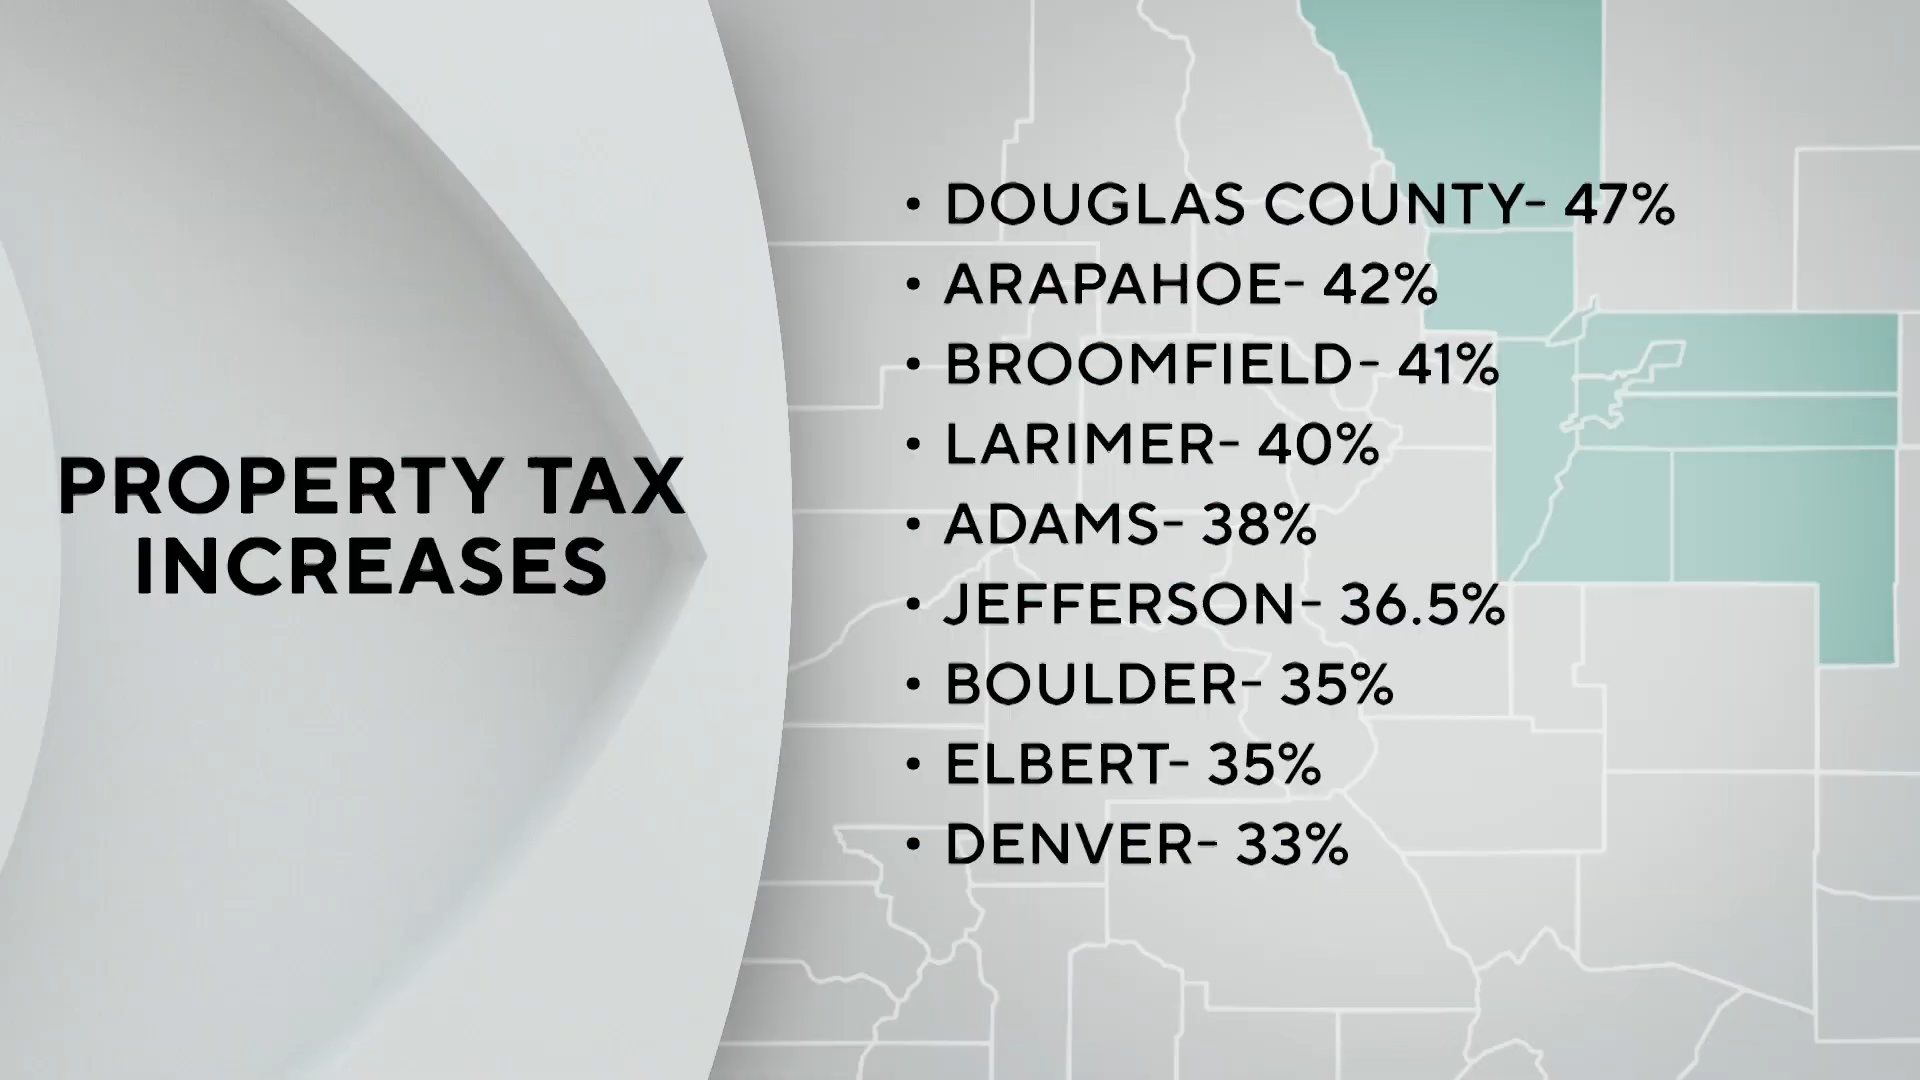 PROPERTY TAX
INCREASES
• DOUGLAS COUNTY- 47%
• ARAPAHOE- 42%
• BROOMFIELD- 41%
• LARIMER- 40%
• ADAMS- 38%
• JEFFERSON- 36.5%
• BOULDER- 35%
• ELBERT- 35%
• DENVER- 33%